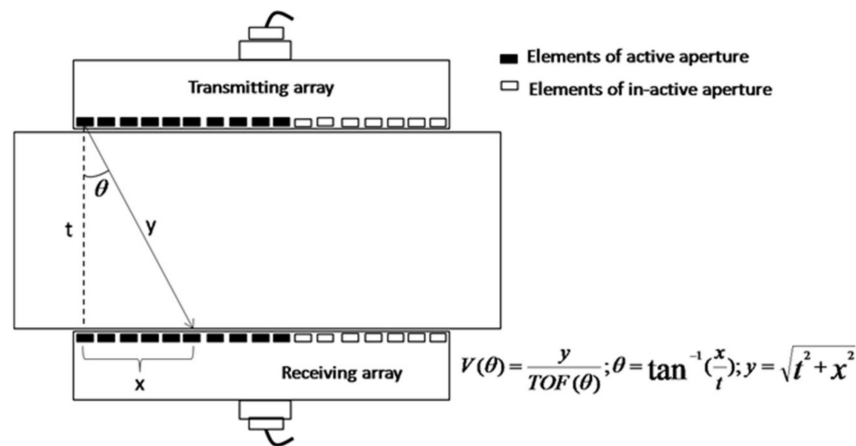 Elements of active aperture
Transmitting array
Elements of in-active aperture
θ
t
y
x
Receiving array
V(θ) = y / TOF(θ) ; θ = tan⁻¹(x/t); y = √(t² + x²)